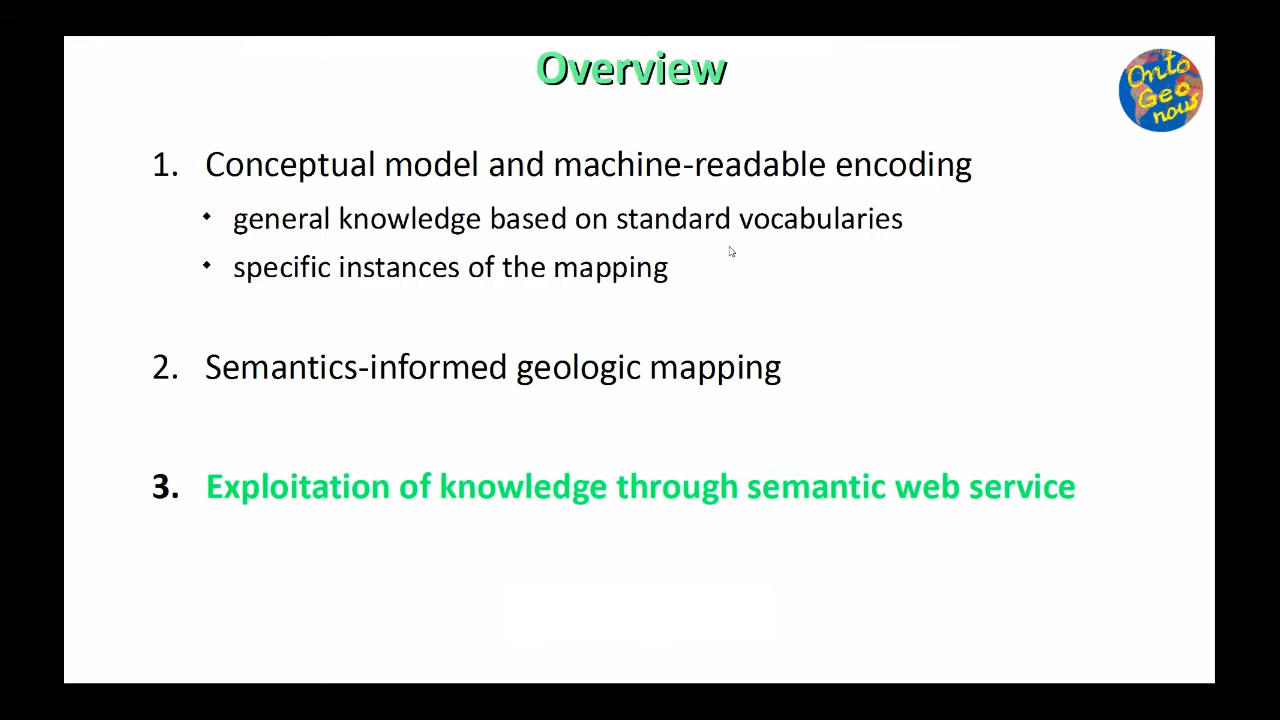 Overview
Onto
Geo
nous
1. Conceptual model and machine-readable encoding
general knowledge based on standard vocabularies
specific instances of the mapping
2. Semantics-informed geologic mapping
3. Exploitation of knowledge through semantic web service